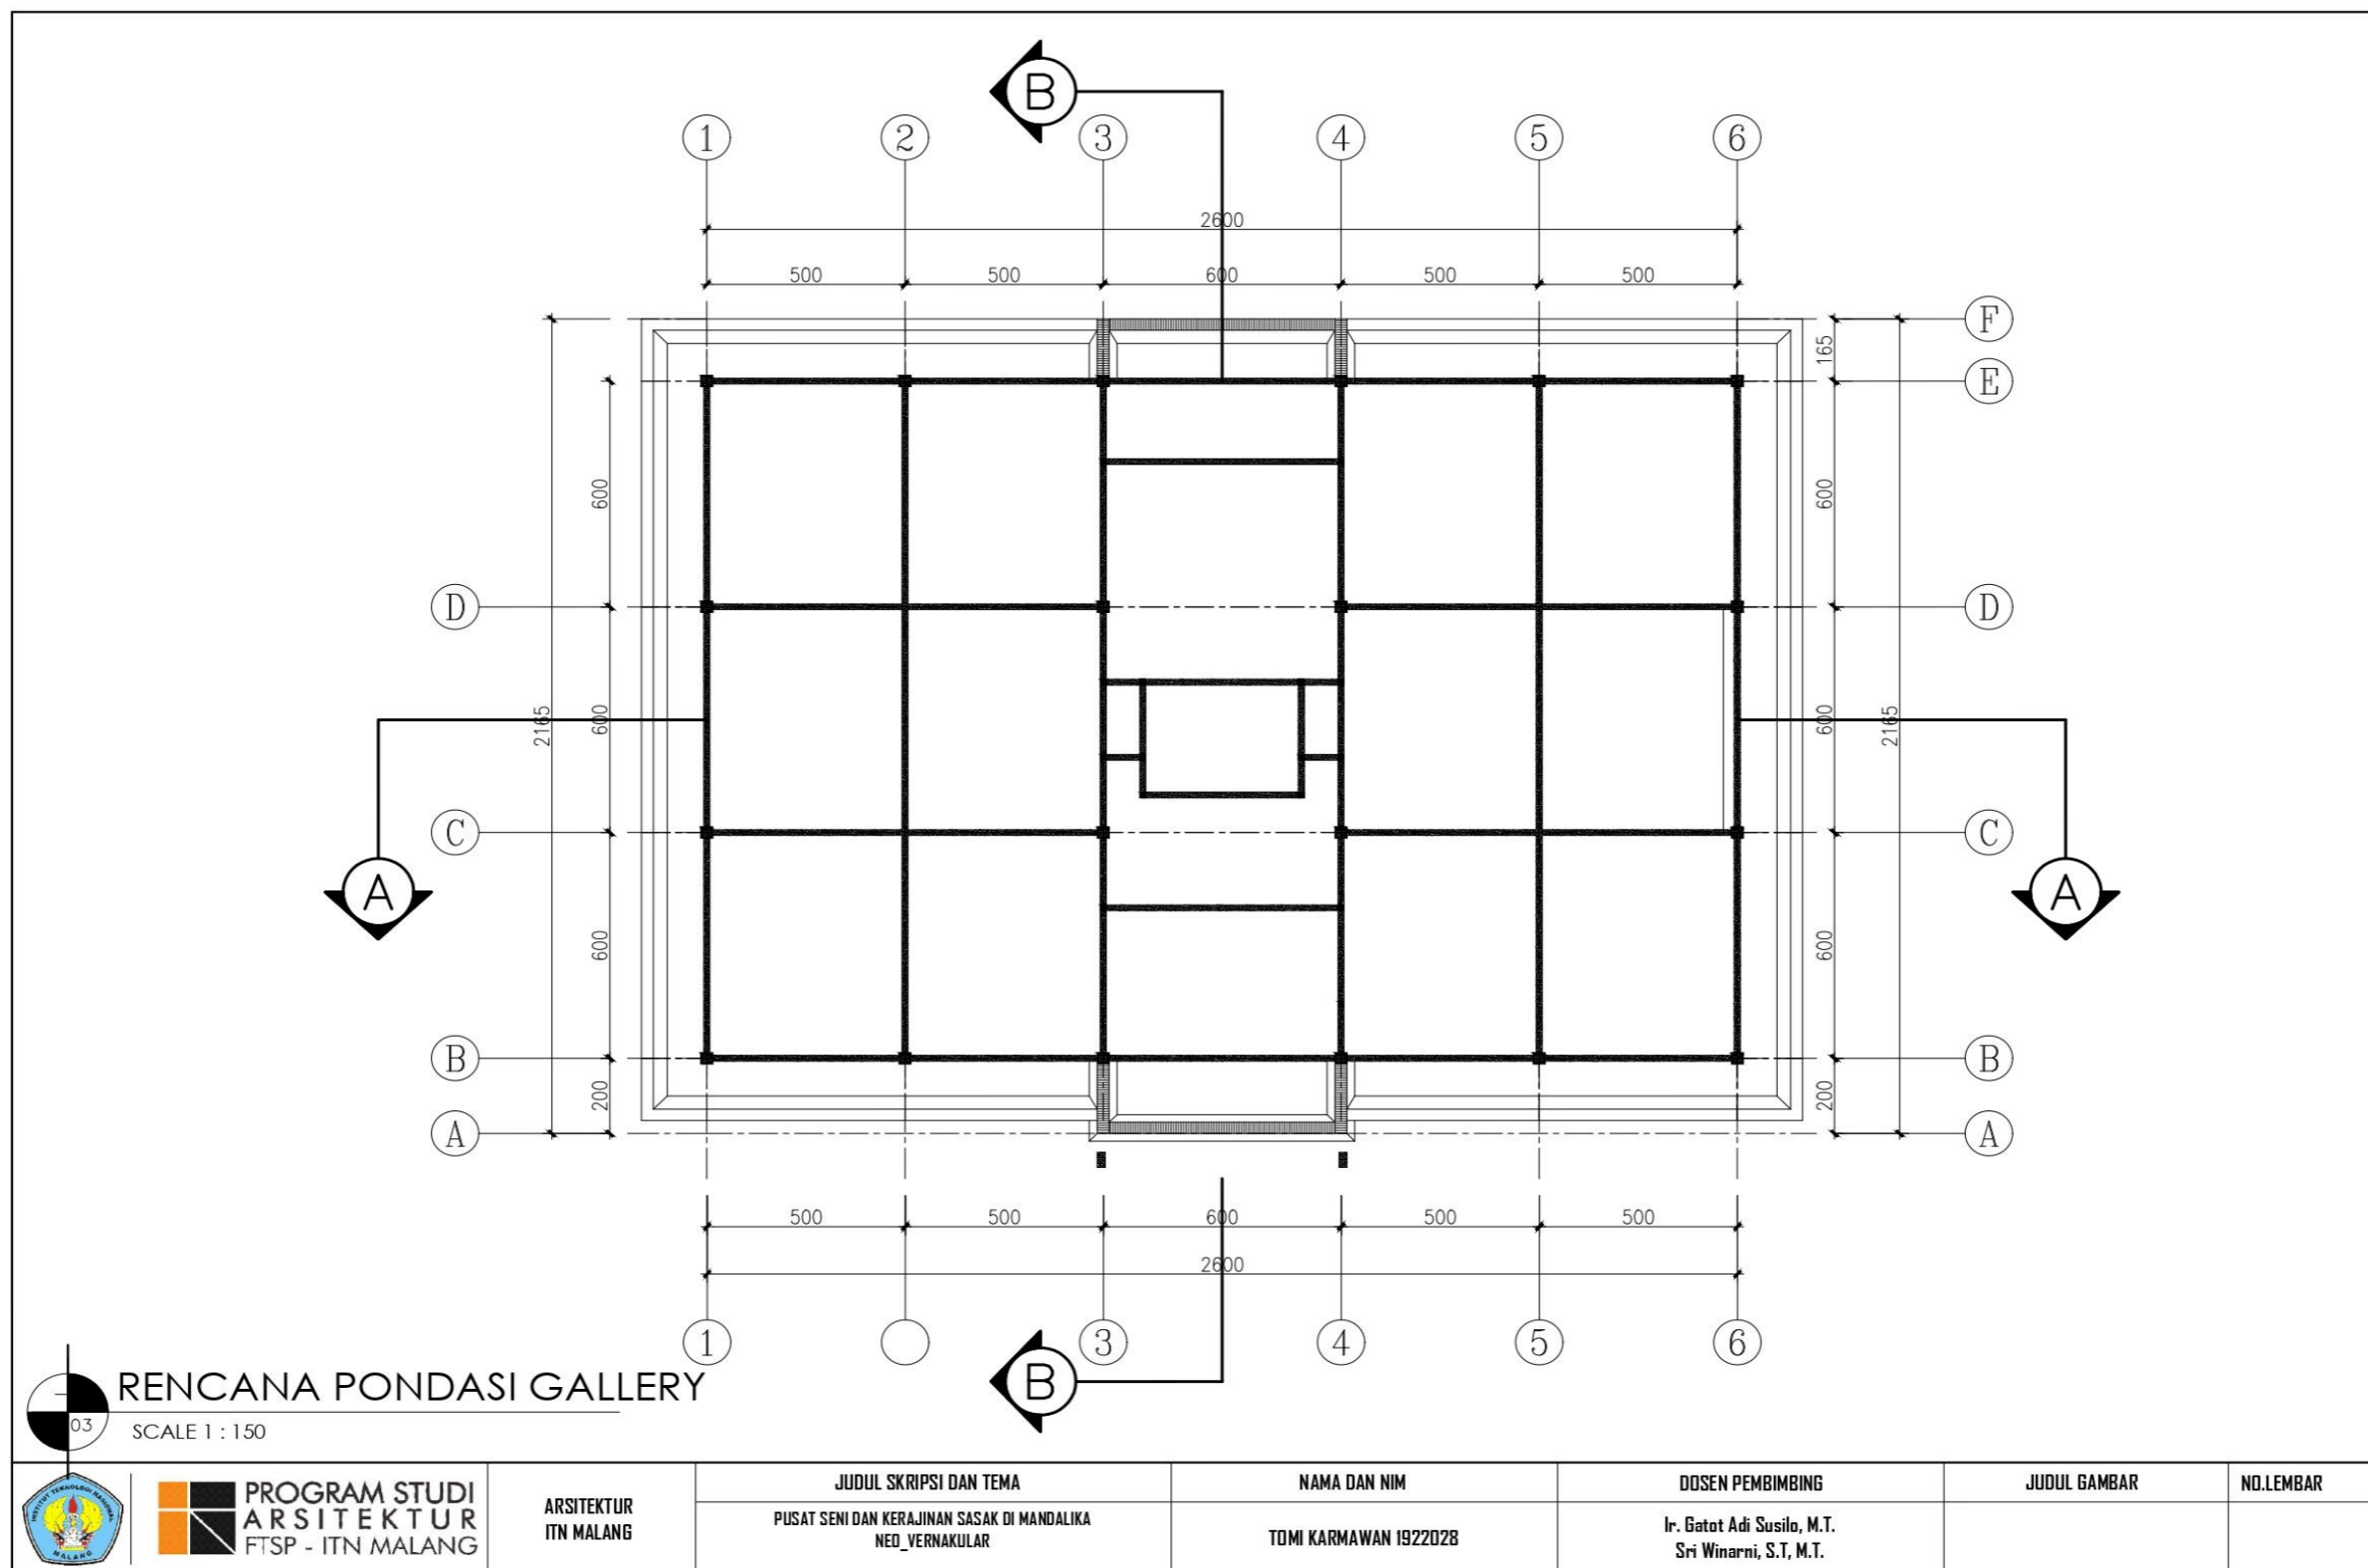 B
1 2 3 4 5 6
2600
500 500 600 500 500
F
165
E
600 600
D D
2165 600 600 2165
C C
A A
600 600
B B
200 200
A A
500 500 600 500 500
2600
1 3 4 5 6
B
RENCANA PONDASI GALLERY
03
SCALE 1 : 150
INSTITUT TEKNOLOGI NASIONAL
MALANG
PROGRAM STUDI
ARSITEKTUR
FTSP - ITN MALANG
ARSITEKTUR
ITN MALANG
JUDUL SKRIPSI DAN TEMA
PUSAT SENI DAN KERAJINAN SASAK DI MANDALIKA
NEO_VERNAKULAR
NAMA DAN NIM
TOMI KARMAWAN 1922028
DOSEN PEMBIMBING
Ir. Gatot Adi Susilo, M.T.
Sri Winarni, S.T, M.T.
JUDUL GAMBAR
NO.LEMBAR